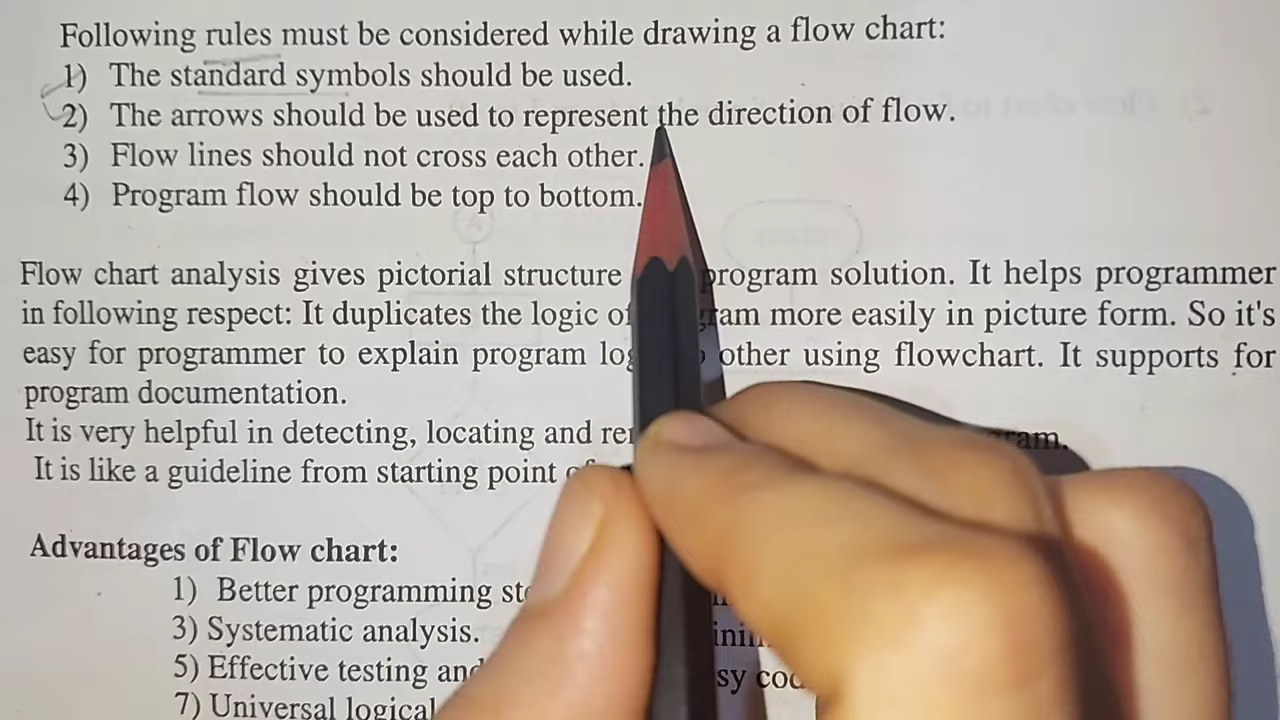 Following rules must be considered while drawing a flow chart:
1) The standard symbols should be used.
2) The arrows should be used to represent the direction of flow.
3) Flow lines should not cross each other.
4) Program flow should be top to bottom.
Flow chart analysis gives pictorial structure program solution. It helps programmer
in following respect: It duplicates the logic more easily in picture form. So it's
easy for programmer to explain program other using flowchart. It supports for
program documentation.
It is very helpful in detecting, locating and
It is like a guideline from starting point
Advantages of Flow chart:
1) Better programming
3) Systematic analysis.
5) Effective testing
7) Universal logical